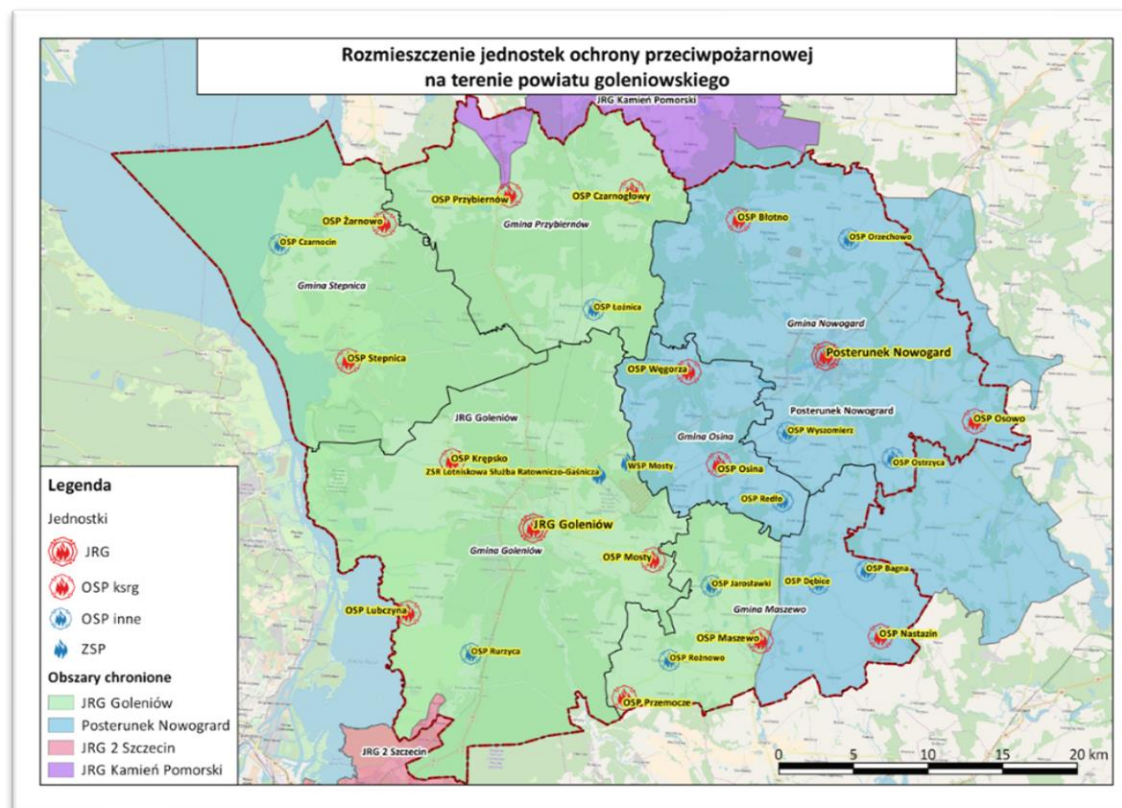 Rozmieszczenie jednostek ochrony przeciwpożarnowej
na terenie powiatu goleniowskiego
JRG Kamień Pomorski
OSP Przybiernów
OSP Czarnogłowy
OSP Żarnowo
OSP Błotno
Gmina Przybiernów
OSP Czarnocin
OSP Orzechowo
Gmina Stepnica
OSP Łoźnica
Gmina Nowogard
Posterunek Nowogard
OSP Stepnica
OSP Węgorza
JRG Goleniów
Posterunek Nowogrard
OSP Osowo
OSP Wyszomierz
Gmina Osina
OSP Krępsko
WSP Mosty
OSP Ostrzyca
ZSR Lotniskowa Służba Ratowniczo-Gaśnicza
OSP Osina
OSP Redło
JRG Goleniów
Gmina Goleniów
OSP Mosty
OSP Bagna
OSP Jarosławki
OSP Dębice
OSP Lubczyna
Gmina Maszewo
OSP Maszewo
OSP Nastazin
OSP Rurzyca
OSP Rożnowo
OSP Przemocze
JRG 2 Szczecin
Legenda
Jednostki
JRG
OSP ksrg
OSP inne
ZSP
Obszary chronione
JRG Goleniów
Posterunek Nowogrard
JRG 2 Szczecin
JRG Kamień Pomorski
0 5 10 15 20 km